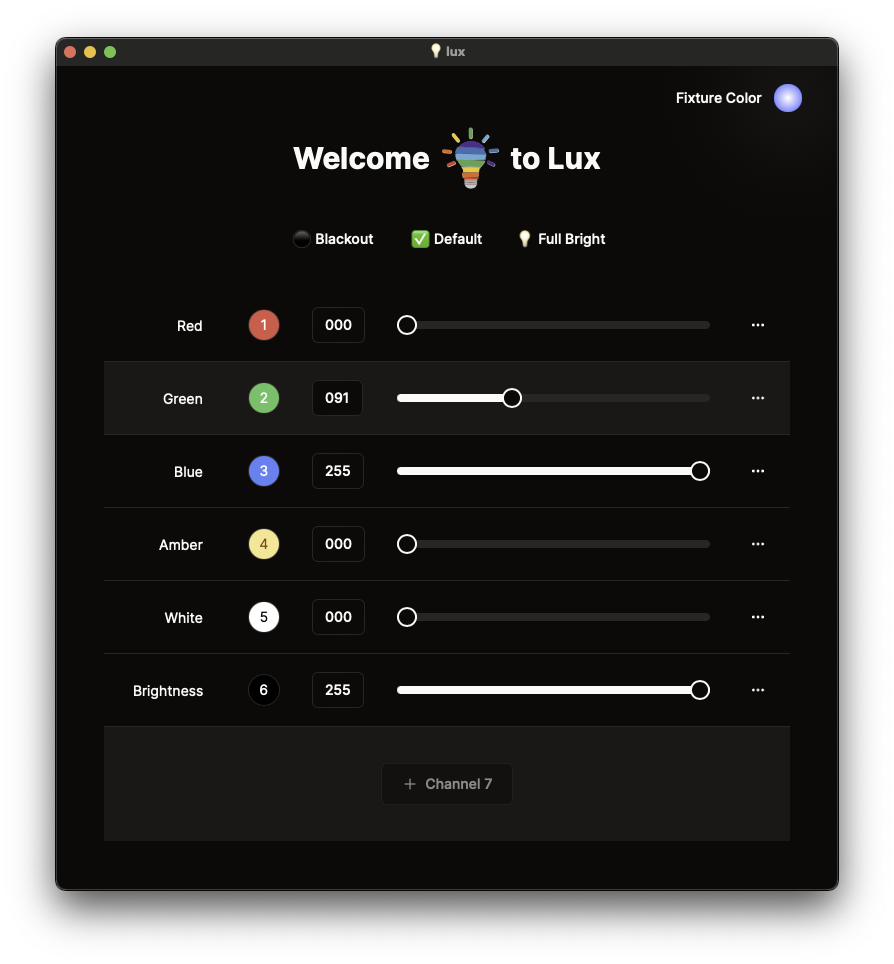 lux
Fixture Color
Welcome to Lux
Blackout Default Full Bright
Red 1 000
Green 2 091
Blue 3 255
Amber 4 000
White 5 000
Brightness 6 255
+ Channel 7